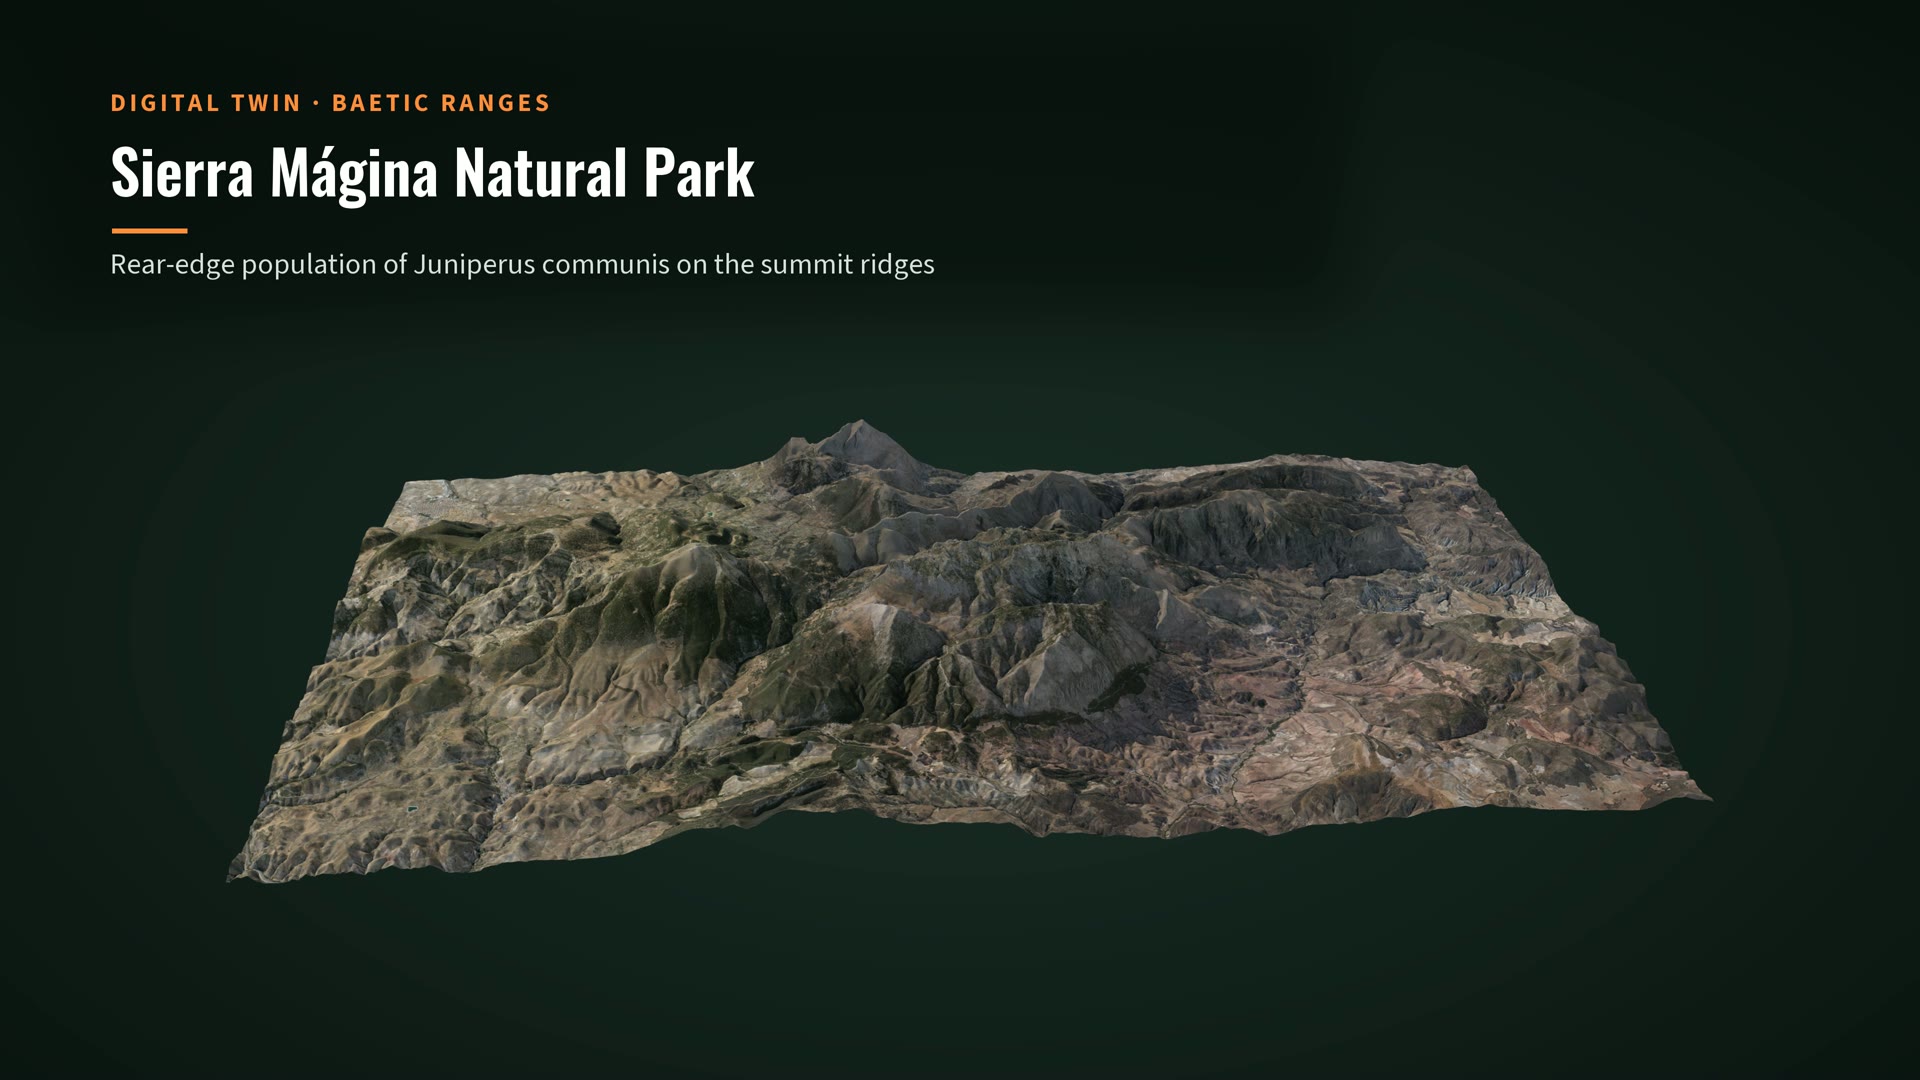 DIGITAL TWIN · BAETIC RANGES
Sierra Mágina Natural Park
Rear-edge population of Juniperus communis on the summit ridges